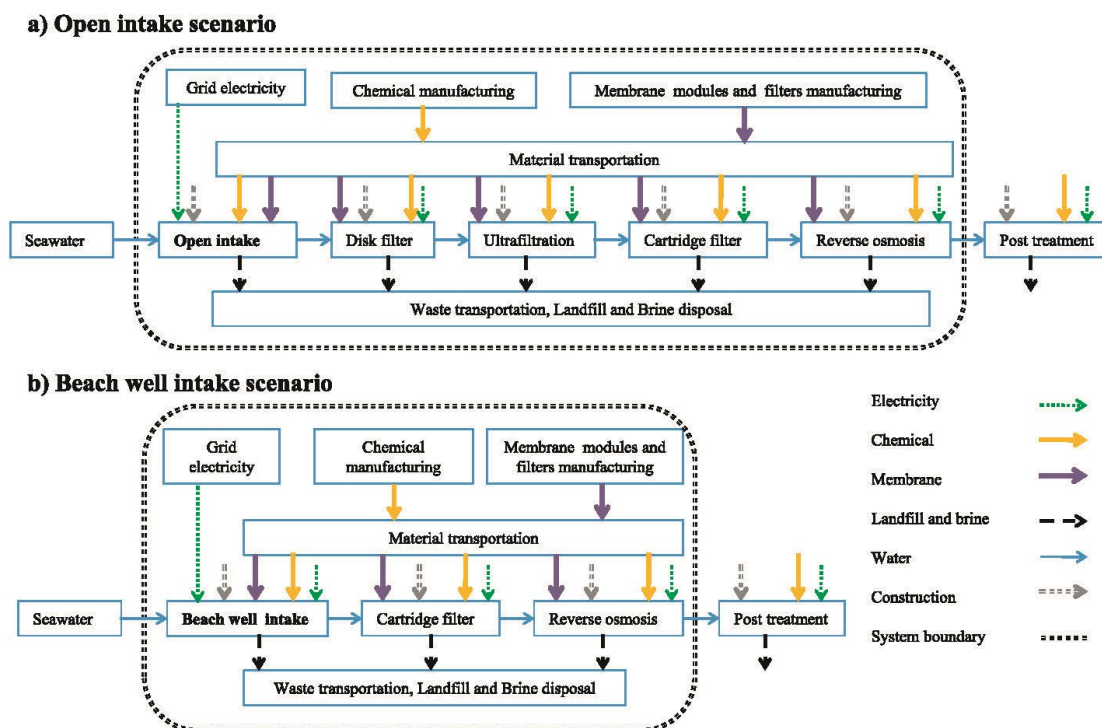 a) Open intake scenario
Grid electricity
Chemical manufacturing
Membrane modules and filters manufacturing
Material transportation
Seawater
Open intake
Disk filter
Ultrafiltration
Cartridge filter
Reverse osmosis
Post treatment
Waste transportation, Landfill and Brine disposal
b) Beach well intake scenario
Grid
electricity
Chemical
manufacturing
Membrane modules and
filters manufacturing
Material transportation
Seawater
Beach well intake
Cartridge filter
Reverse osmosis
Post treatment
Waste transportation, Landfill and Brine disposal
Electricity
Chemical
Membrane
Landfill and brine
Water
Construction
System boundary